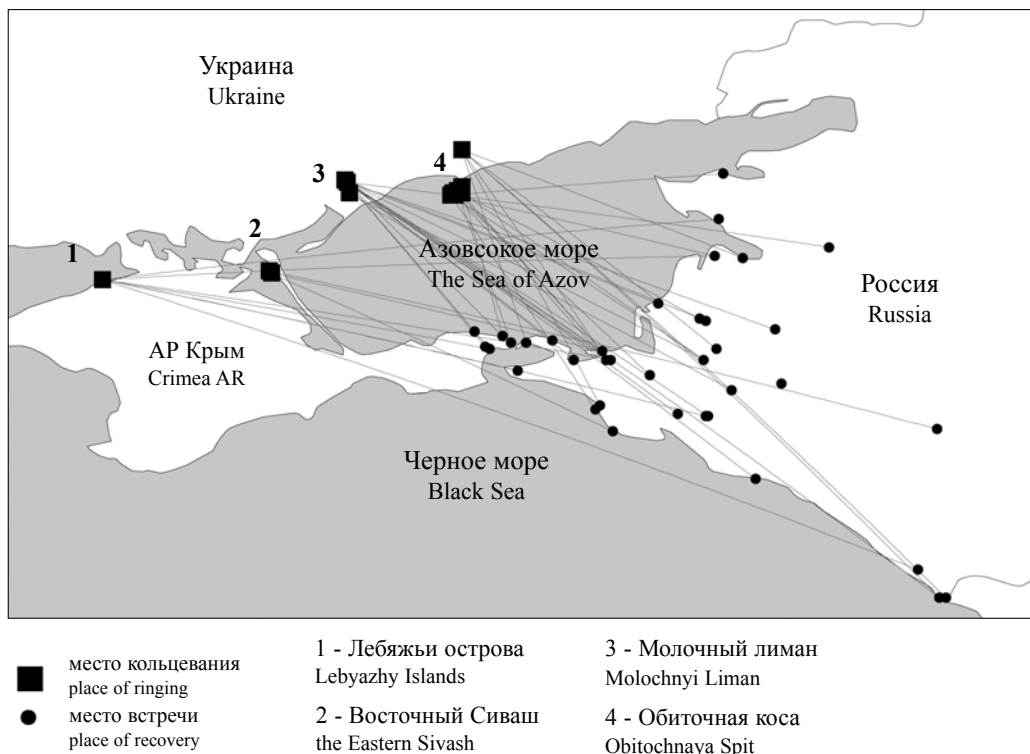 Украина
Ukraine
3
4
2
1
Азовсокое море
The Sea of Azov
Россия
Russia
АР Крым
Crimea AR
Черное море
Black Sea
место кольцевания
place of ringing
место встречи
place of recovery
1 - Лебяжьи острова
Lebyazhy Islands
2 - Восточный Сиваш
the Eastern Sivash
3 - Молочный лиман
Molochnyi Liman
4 - Обиточная коса
Obitochnaya Spit